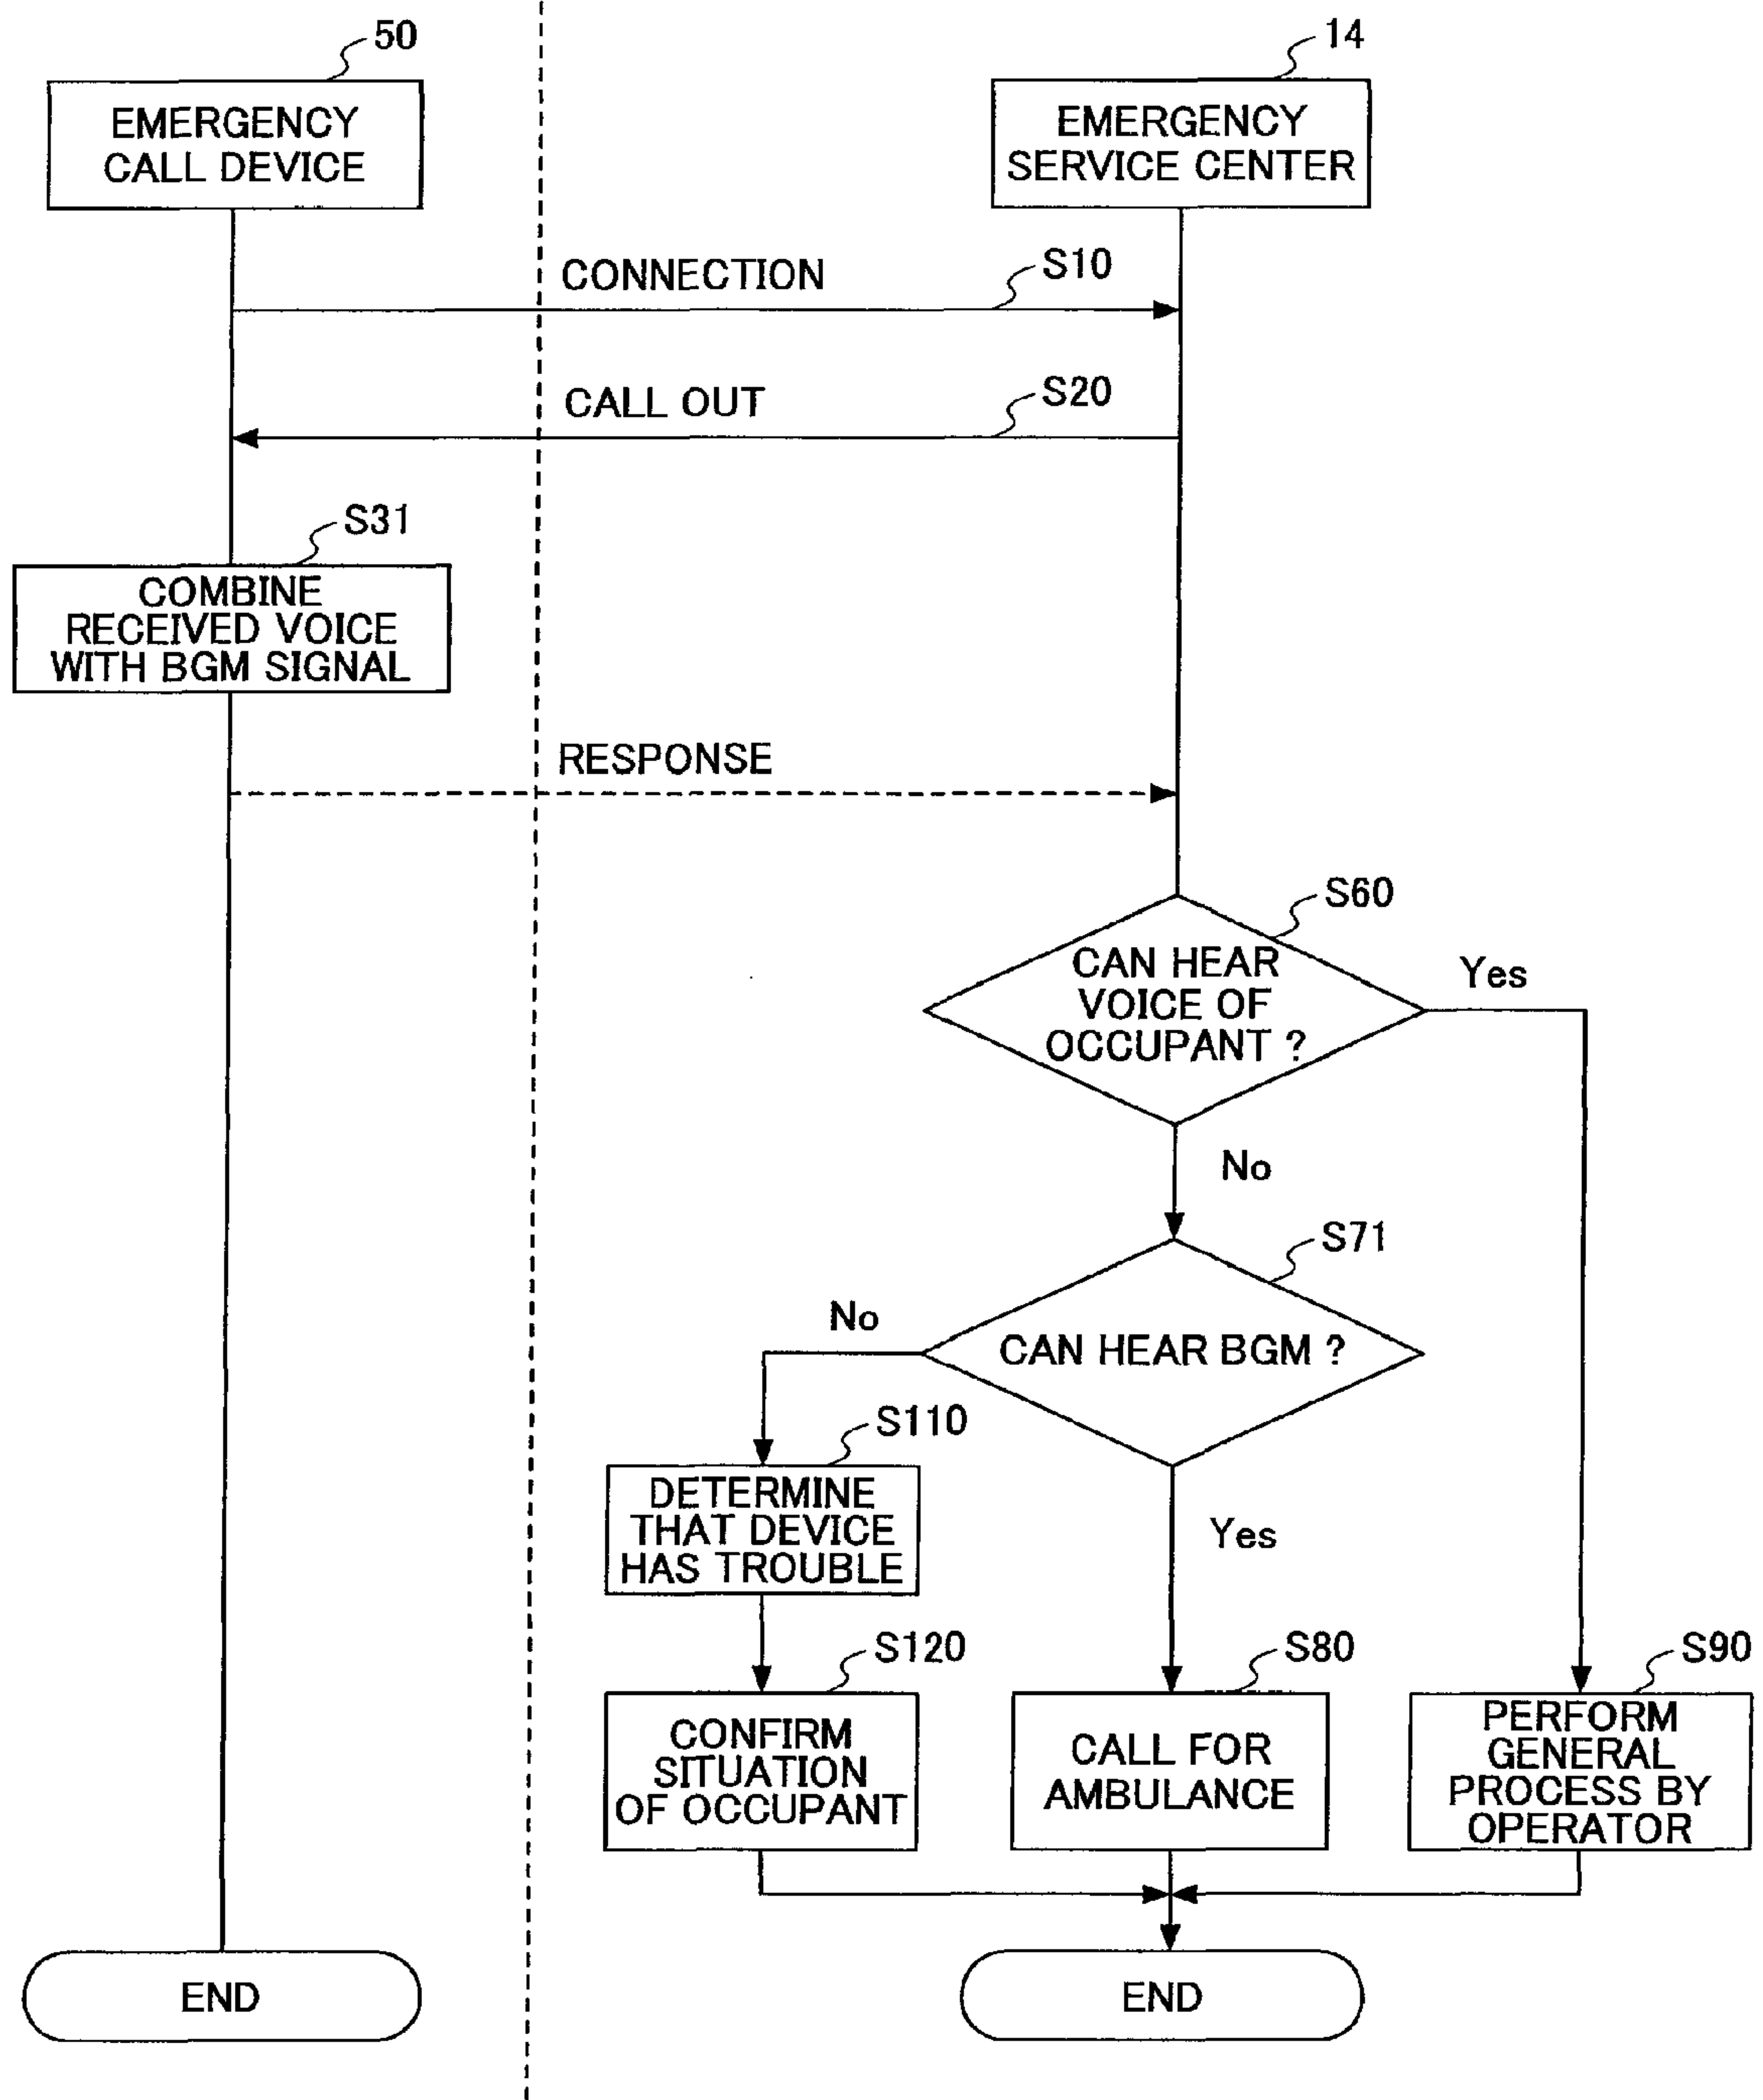 50
EMERGENCY
CALL DEVICE
14
EMERGENCY
SERVICE CENTER
CONNECTION
S10
CALL OUT
S20
S31
COMBINE
RECEIVED VOICE
WITH BGM SIGNAL
RESPONSE
S60
CAN HEAR
VOICE OF
OCCUPANT ?
Yes
No
S71
CAN HEAR BGM ?
No
Yes
S110
DETERMINE
THAT DEVICE
HAS TROUBLE
S120
CONFIRM
SITUATION
OF OCCUPANT
S80
CALL FOR
AMBULANCE
S90
PERFORM
GENERAL
PROCESS BY
OPERATOR
END
END